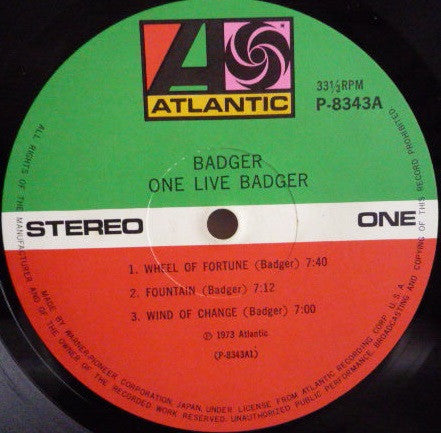 ATLANTIC
33⅓RPM
P-8343A
BADGER
ONE LIVE BADGER
STEREO
ONE
1. WHEEL OF FORTUNE (Badger) 7:40
2. FOUNTAIN (Badger) 7:12
3. WIND OF CHANGE (Badger) 7:00
Ⓟ 1973 Atlantic
(P-8343A1)
MADE BY WARNER-PIONEER CORPORATION, JAPAN, UNDER LICENSE FROM ATLANTIC RECORDING CORP. U.S.A.
ALL RIGHTS OF THE MANUFACTURER AND OF THE OWNER OF THE RECORDED WORK RESERVED. UNAUTHORIZED PUBLIC PERFORMANCE, BROADCASTING AND COPYING OF THIS RECORD PROHIBITED.